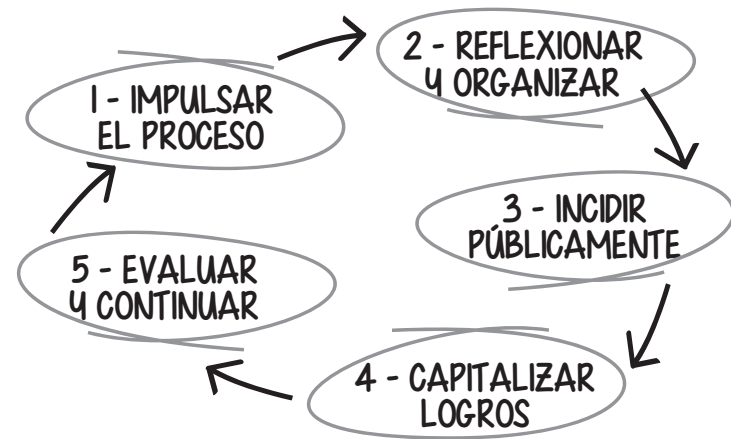 1 - IMPULSAR
EL PROCESO
2 - REFLEXIONAR
Y ORGANIZAR
3 - INCIDIR
PÚBLICAMENTE
4 - CAPITALIZAR
LOGROS
5 - EVALUAR
Y CONTINUAR